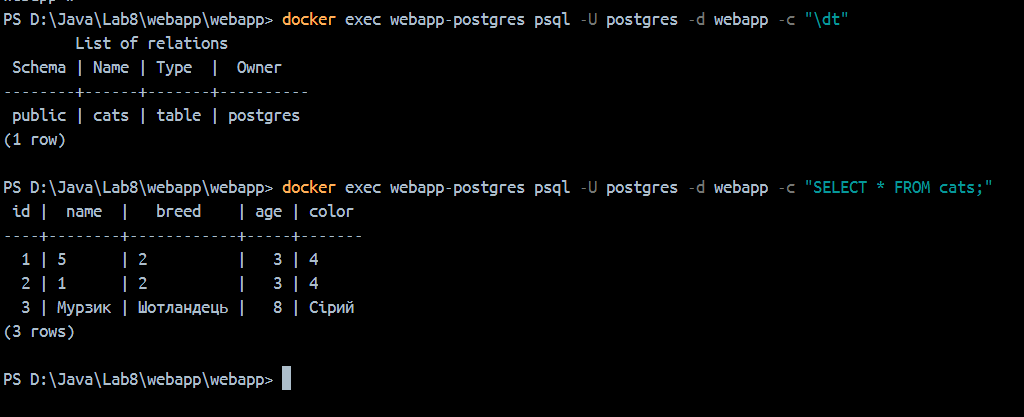 webapp
PS D:\Java\Lab8\webapp\webapp> docker exec webapp-postgres psql -U postgres -d webapp -c "\dt"
        List of relations
 Schema | Name | Type  |  Owner
--------+------+-------+----------
 public | cats | table | postgres
(1 row)

PS D:\Java\Lab8\webapp\webapp> docker exec webapp-postgres psql -U postgres -d webapp -c "SELECT * FROM cats;"
 id |  name  |   breed    | age | color
----+--------+------------+-----+-------
  1 | 5      | 2          |   3 | 4
  2 | 1      | 2          |   3 | 4
  3 | Мурзик | Шотландець |   8 | Сірий
(3 rows)

PS D:\Java\Lab8\webapp\webapp>